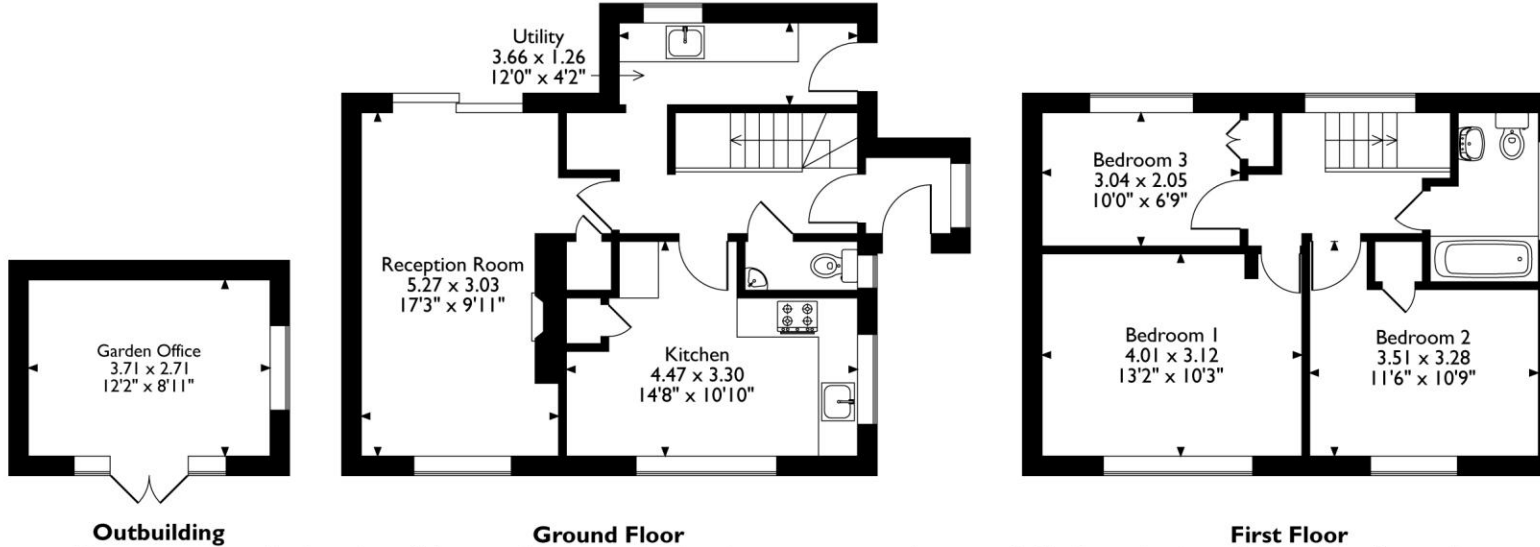 Utility
3.66 x 1.26
12'0" x 4'2"
Reception Room
5.27 x 3.03
17'3" x 9'11"
Kitchen
4.47 x 3.30
14'8" x 10'10"
Garden Office
3.71 x 2.71
12'2" x 8'11"
Bedroom 3
3.04 x 2.05
10'0" x 6'9"
Bedroom 1
4.01 x 3.12
13'2" x 10'3"
Bedroom 2
3.51 x 3.28
11'6" x 10'9"
Outbuilding
Ground Floor
First Floor